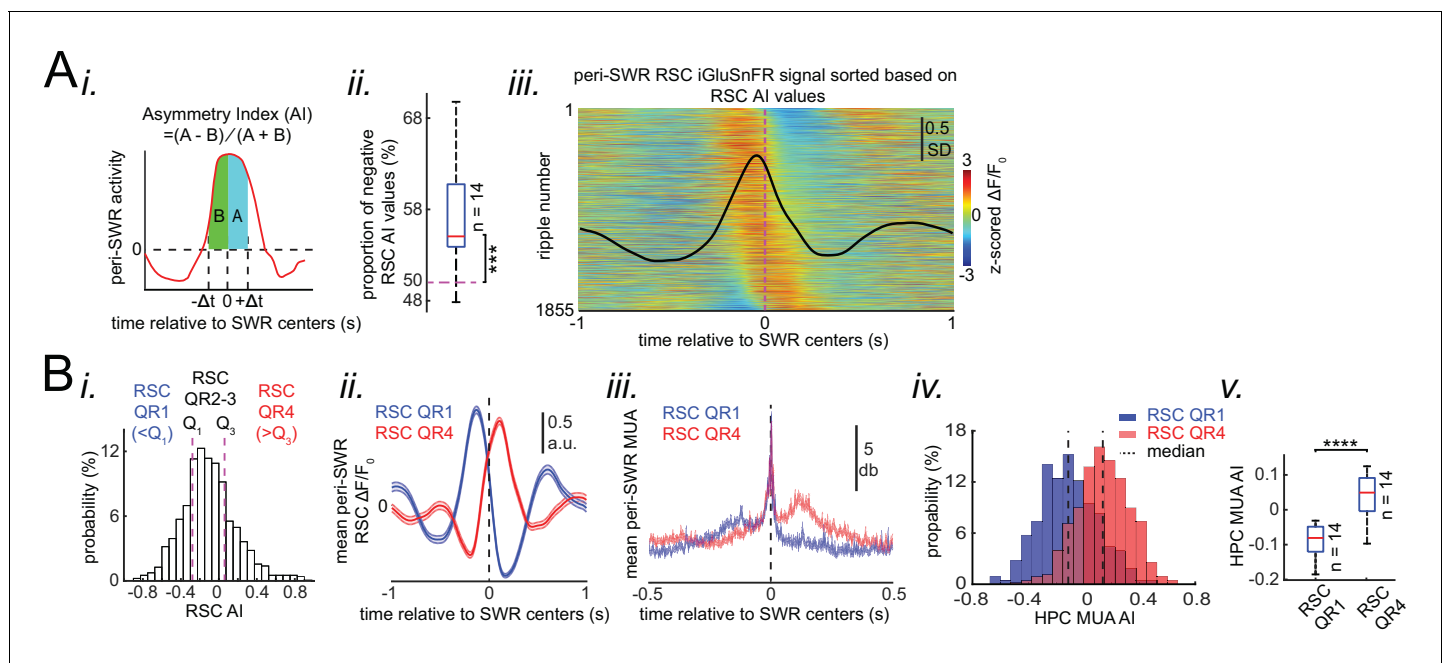 A
i.
Asymmetry Index (AI)
=(A - B)/(A + B)
peri-SWR activity
0
B
A
-Δt 0 +Δt
time relative to SWR centers (s)
ii.
proportion of negative
RSC AI values (%)
68
58
50
48
n = 14
***
iii.
peri-SWR RSC iGluSnFR signal sorted based on
RSC AI values
ripple number
1
1855
-1 0 1
time relative to SWR centers (s)
0.5
SD
3
0
-3
z-scored ΔF/F0
B
i.
RSC
QR1
(<Q1)
RSC
QR2-3
RSC
QR4
(>Q3)
Q1 Q3
probability (%)
12
6
0
-0.8 -0.4 0 0.4 0.8
RSC AI
ii.
RSC QR1
RSC QR4
0.5
a.u.
mean peri-SWR
RSC ΔF/F0
0
-1 0 1
time relative to SWR centers (s)
iii.
RSC QR1
RSC QR4
5
db
mean peri-SWR MUA
-0.5 0 0.5
time relative to SWR centers (s)
iv.
RSC QR1
RSC QR4
median
propability (%)
18
12
6
0
-0.8 -0.4 0 0.4 0.8
HPC MUA AI
v.
****
HPC MUA AI
0.1
0
-0.1
-0.2
n = 14
n = 14
RSC
QR1
RSC
QR4